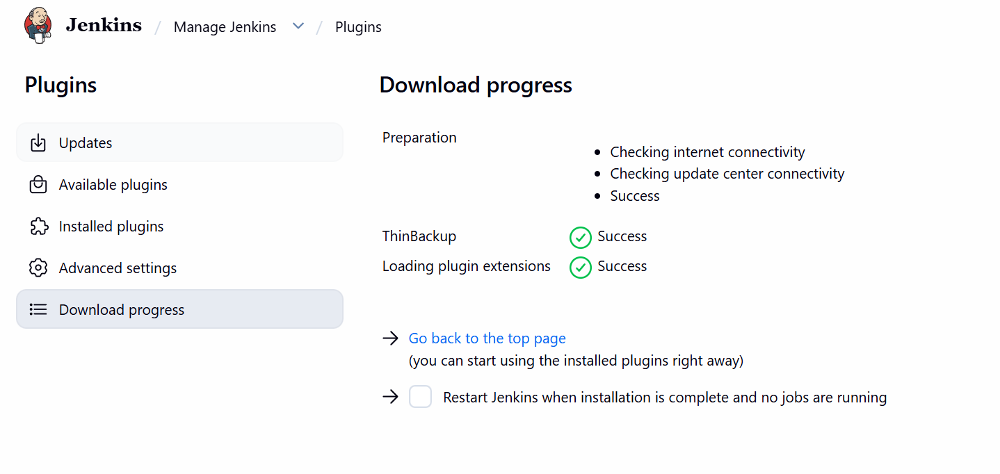 Jenkins / Manage Jenkins / Plugins
Plugins
Updates
Available plugins
Installed plugins
Advanced settings
Download progress
Download progress
Preparation
Checking internet connectivity
Checking update center connectivity
Success
ThinBackup Success
Loading plugin extensions Success
Go back to the top page
(you can start using the installed plugins right away)
Restart Jenkins when installation is complete and no jobs are running